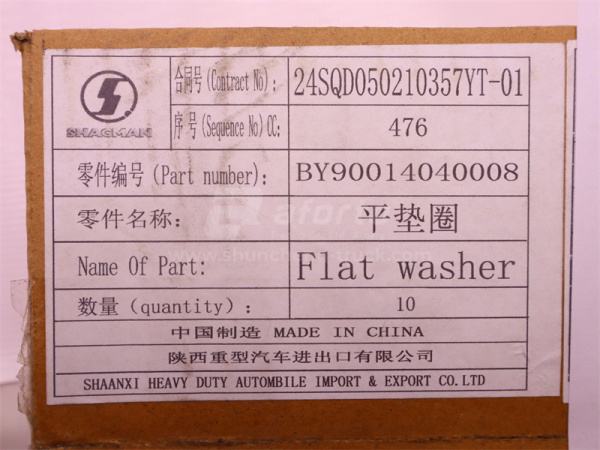 合同号(Contract No): 24SQD050210357YT-01
SHACMAN
序号(Sequence No)OC: 476
零件编号(Part number): BY90014040008
零件名称: 平垫圈
Name Of Part: Flat washer
数量(quantity): 10
中国制造 MADE IN CHINA
陕西重型汽车进出口有限公司
SHAANXI HEAVY DUTY AUTOMBILE IMPORT & EXPORT CO.LTD